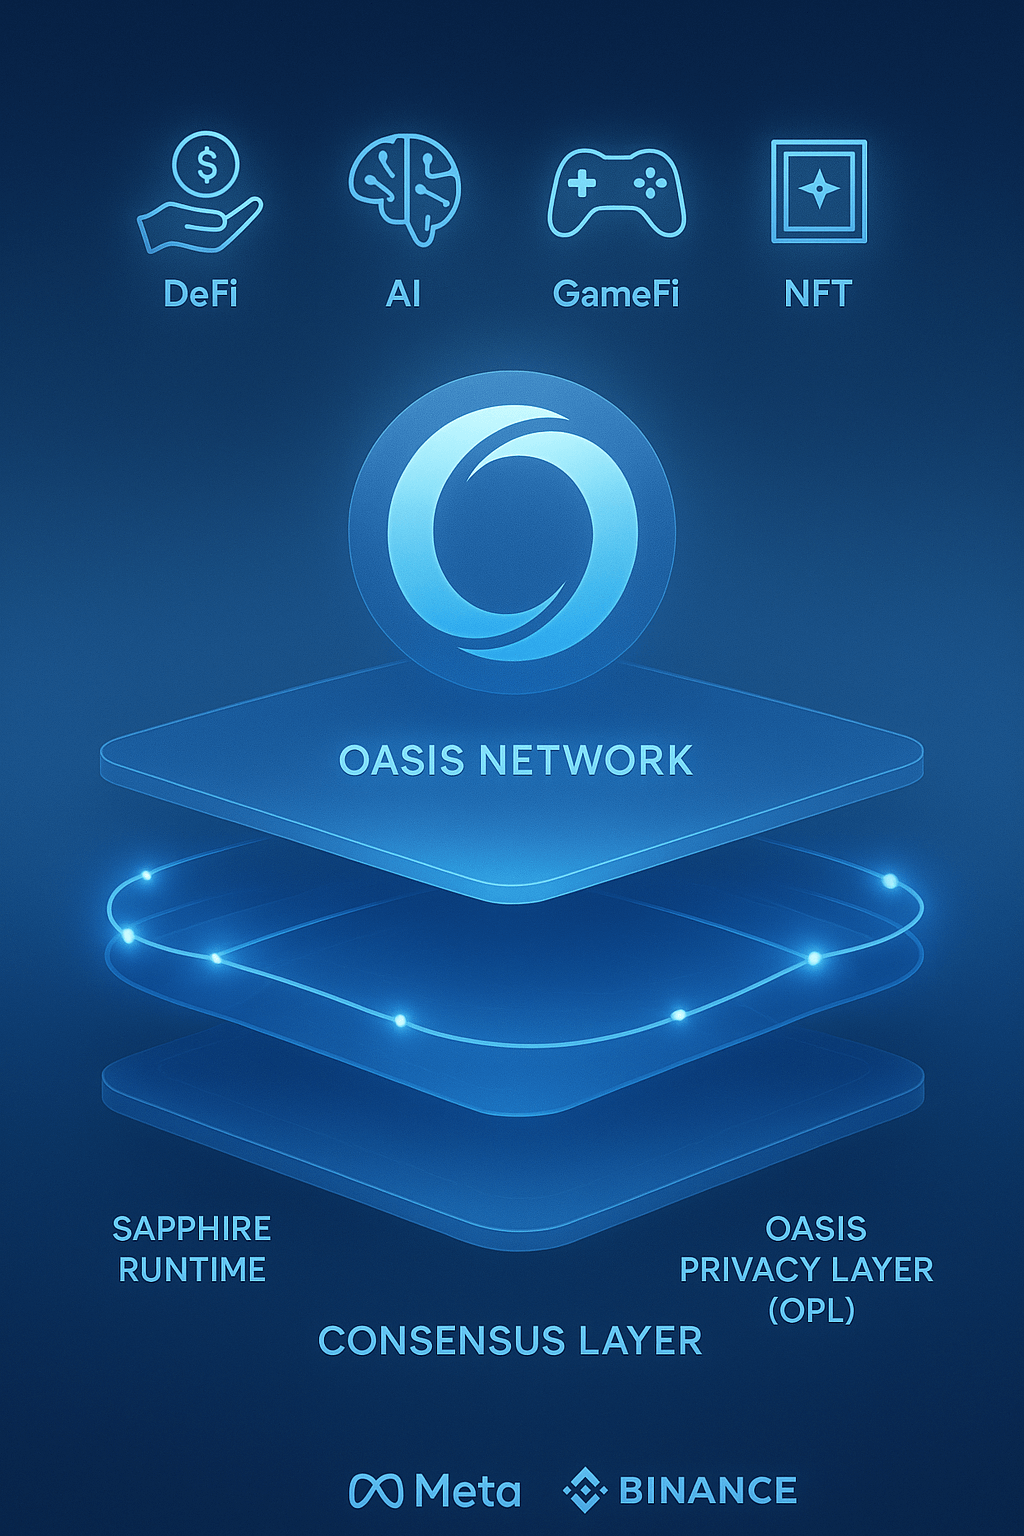 $
DeFi
AI
GameFi
NFT
OASIS NETWORK
SAPPHIRE
RUNTIME
OASIS
PRIVACY LAYER
(OPL)
CONSENSUS LAYER
Meta
BINANCE